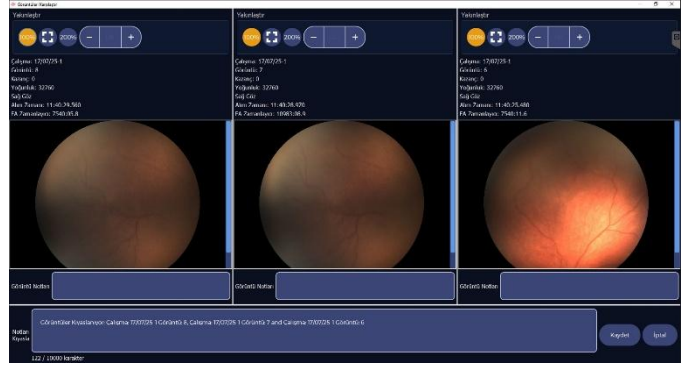 Görüntüler Karşılaştır
Yakınlaştır
100% 200% - +
Çalışma: 17/07/25-1
Görüntü: 8
Kazanç: 0
Yoğunluk: 32760
Sağ Göz
Alım Zamanı: 11:40:29.580
FA Zamanlayıcı: 7540:05.8
Yakınlaştır
100% 200% - +
Çalışma: 17/07/25-1
Görüntü: 7
Kazanç: 0
Yoğunluk: 32760
Sağ Göz
Alım Zamanı: 11:40:28.970
FA Zamanlayıcı: 10983:08.9
Yakınlaştır
100% 200% - +
Çalışma: 17/07/25-1
Görüntü: 6
Kazanç: 0
Yoğunluk: 32760
Sağ Göz
Alım Zamanı: 11:40:25.480
FA Zamanlayıcı: 7540:11.6
Görüntü Notları
Görüntü Notları
Görüntü Notları
Notları Kıyasla
Görüntüler Kıyaslanıyor: Çalışma 17/07/25 1 Görüntü 8, Çalışma 17/07/25 1 Görüntü 7 and Çalışma 17/07/25 1 Görüntü 6
122 / 10000 karakter
Kaydet
İptal